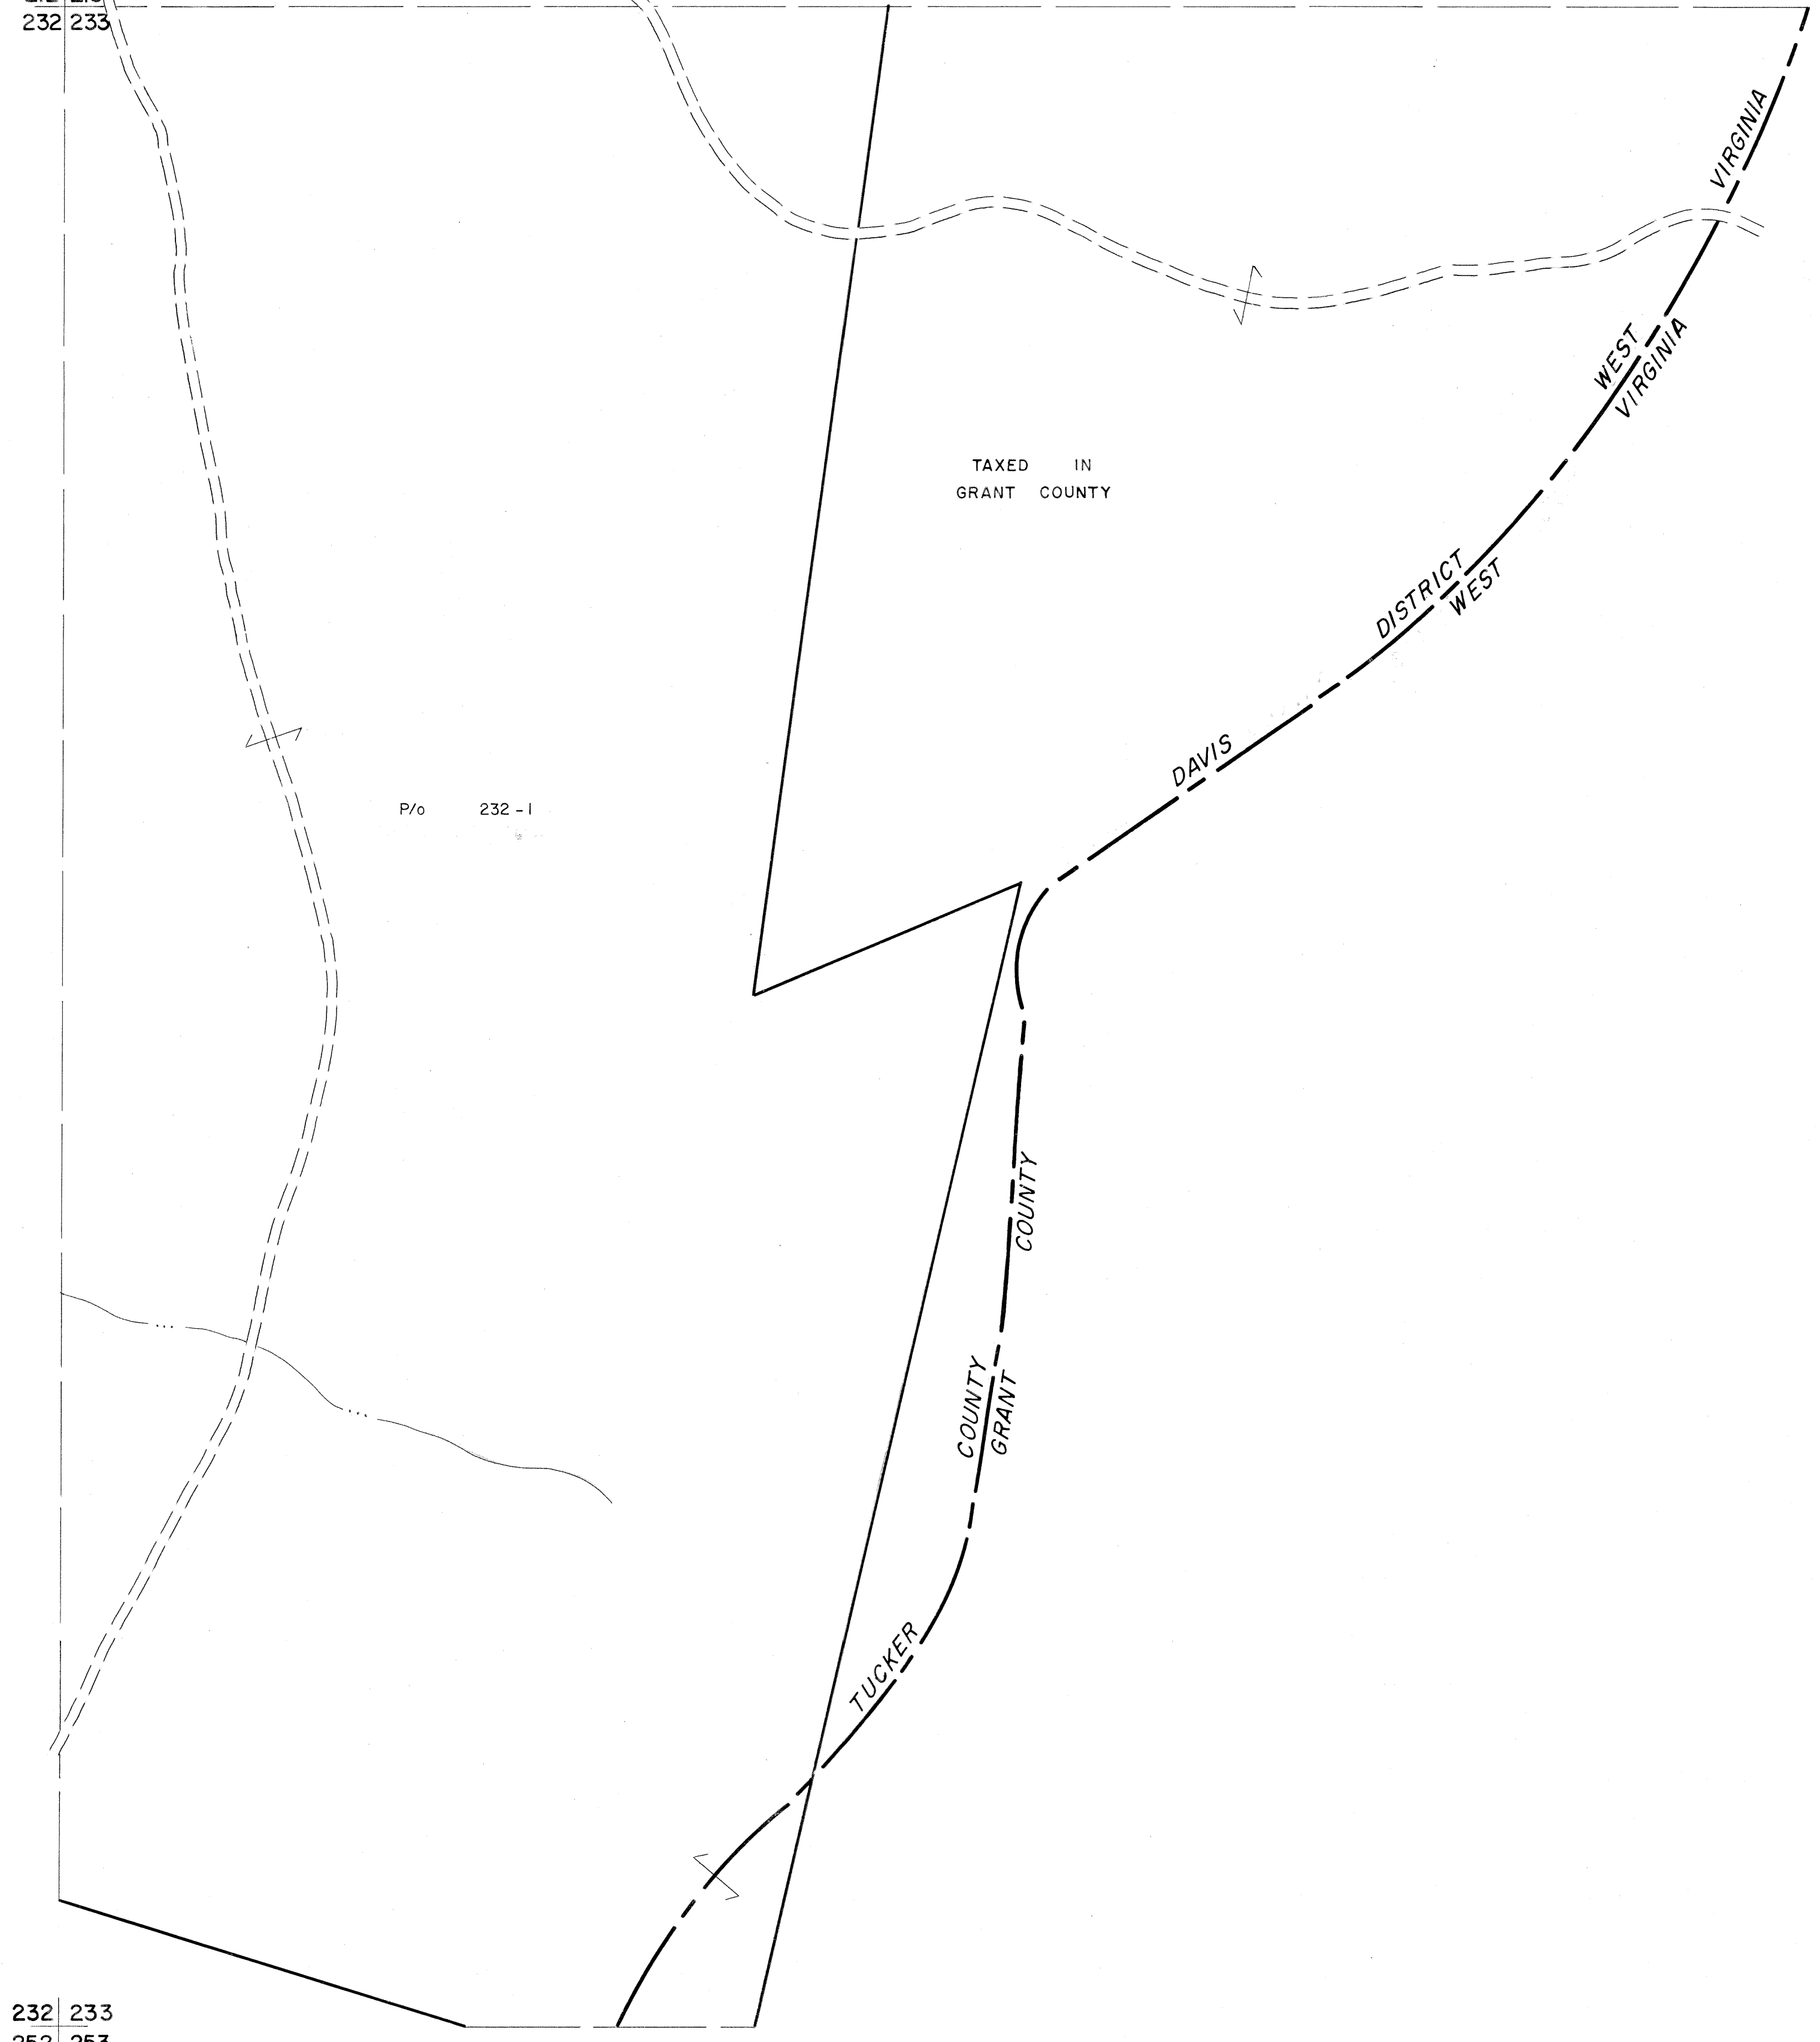 232 233
VIRGINIA
WEST
VIRGINIA
TAXED IN
GRANT COUNTY
DISTRICT
WEST
DAVIS
P/o 232-1
COUNTY
COUNTY
GRANT
TUCKER
232 233
252 253